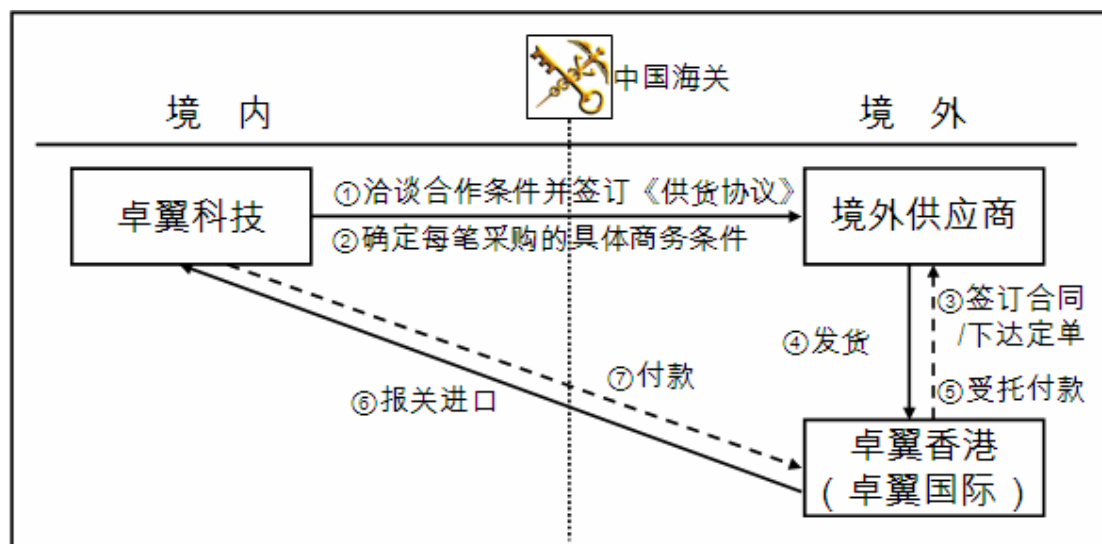 中国海关
境 内
境 外
卓翼科技
①洽谈合作条件并签订《供货协议》
②确定每笔采购的具体商务条件
境外供应商
③签订合同
/下达定单
④发货
⑤受托付款
⑦付款
⑥报关进口
卓翼香港
（卓翼国际）